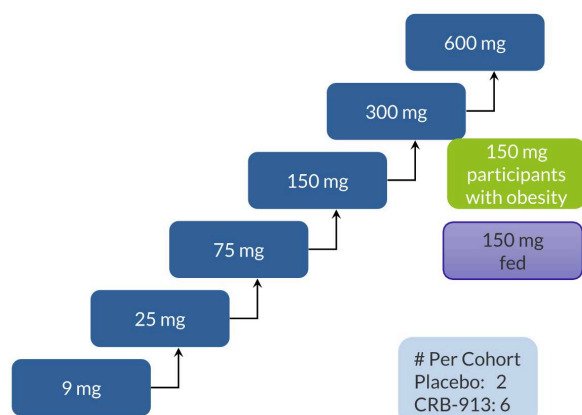 600 mg
300 mg
150 mg
participants
with obesity
150 mg
150 mg
fed
75 mg
25 mg
# Per Cohort
Placebo: 2
CRB-913: 6
9 mg